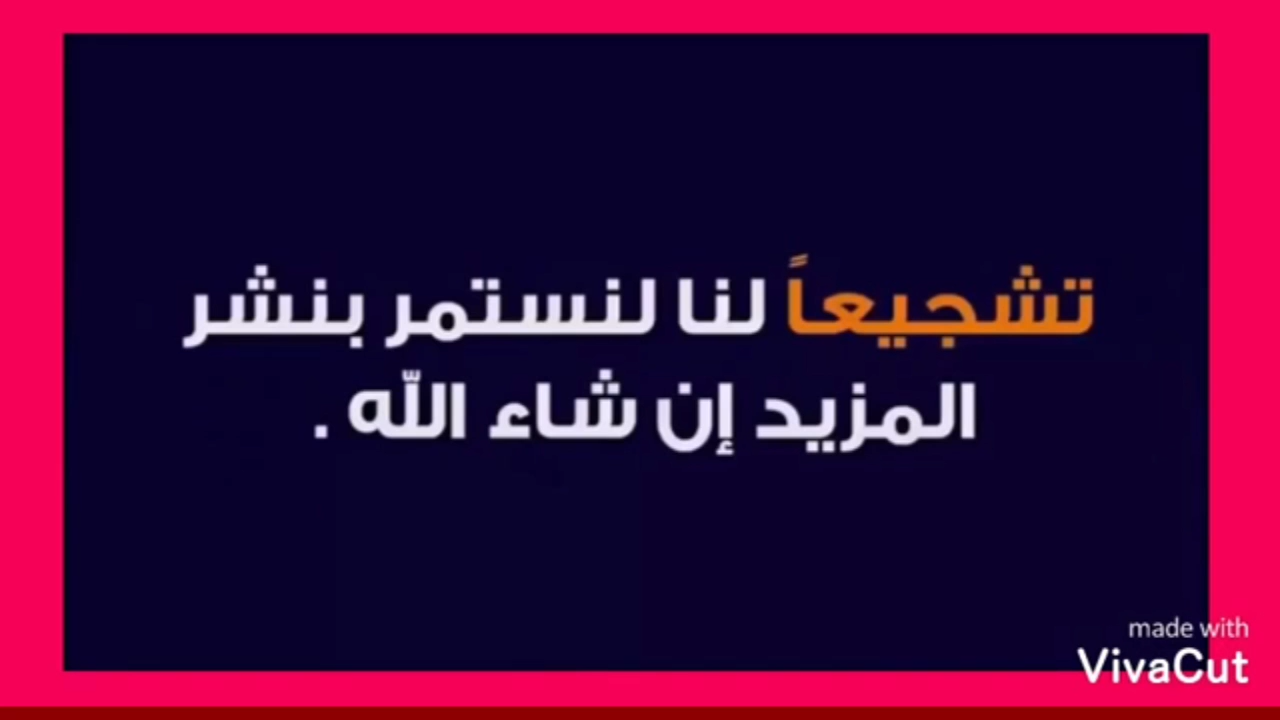 تشجيعاً لنا لنستمر بنشر
المزيد إن شاء اللّه .
made with
VivaCut